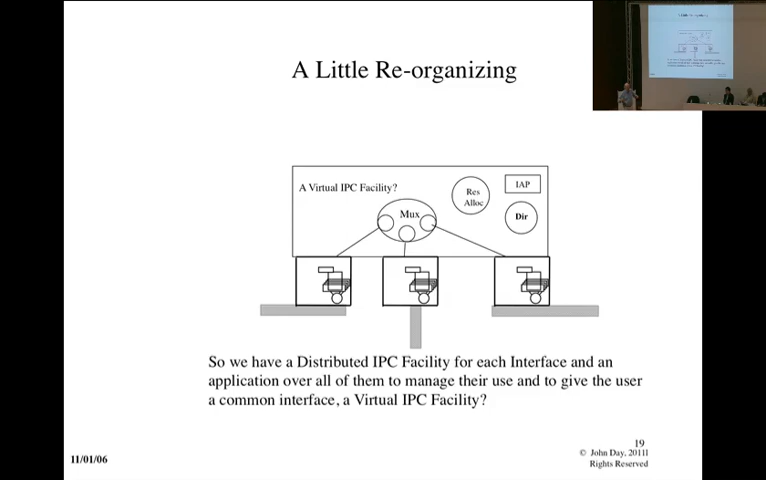 A Little Re-organizing
A Virtual IPC Facility?
Res
Alloc
IAP
Mux
Dir
So we have a Distributed IPC Facility for each Interface and an
application over all of them to manage their use and to give the user
a common interface, a Virtual IPC Facility?
11/01/06
19
© John Day, 2011l
Rights Reserved